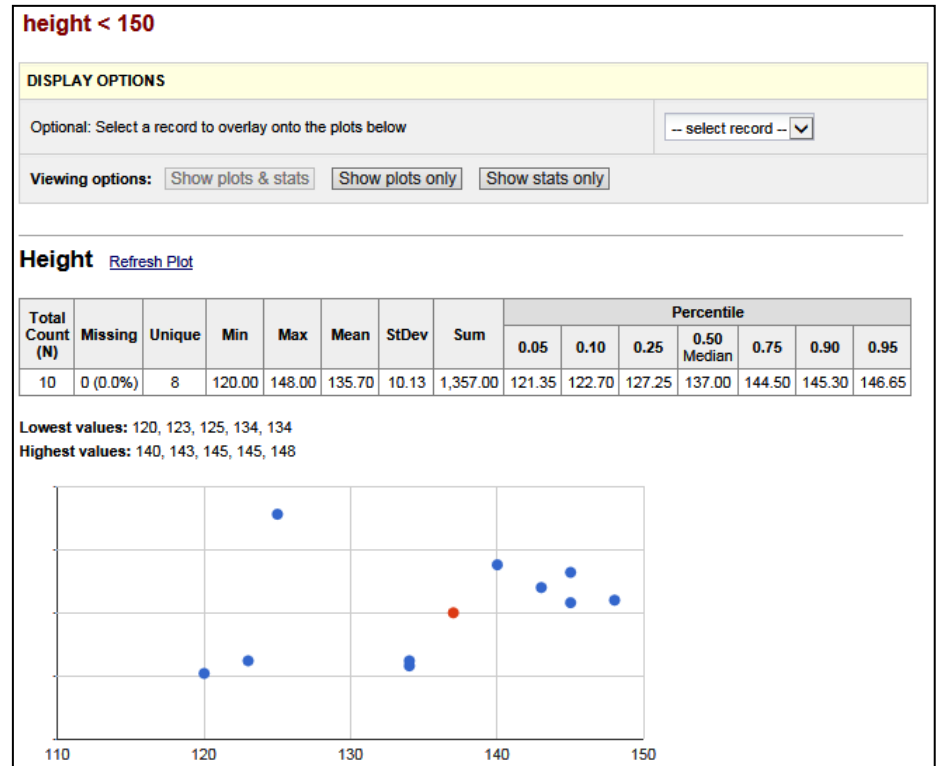 height < 150
DISPLAY OPTIONS
Optional: Select a record to overlay onto the plots below
-- select record --
Viewing options: Show plots & stats Show plots only Show stats only
Height Refresh Plot
Total Count (N) Missing Unique Min Max Mean StDev Sum Percentile
0.05 0.10 0.25 0.50 Median 0.75 0.90 0.95
10 0 (0.0%) 8 120.00 148.00 135.70 10.13 1,357.00 121.35 122.70 127.25 137.00 144.50 145.30 146.65
Lowest values: 120, 123, 125, 134, 134
Highest values: 140, 143, 145, 145, 148
110 120 130 140 150